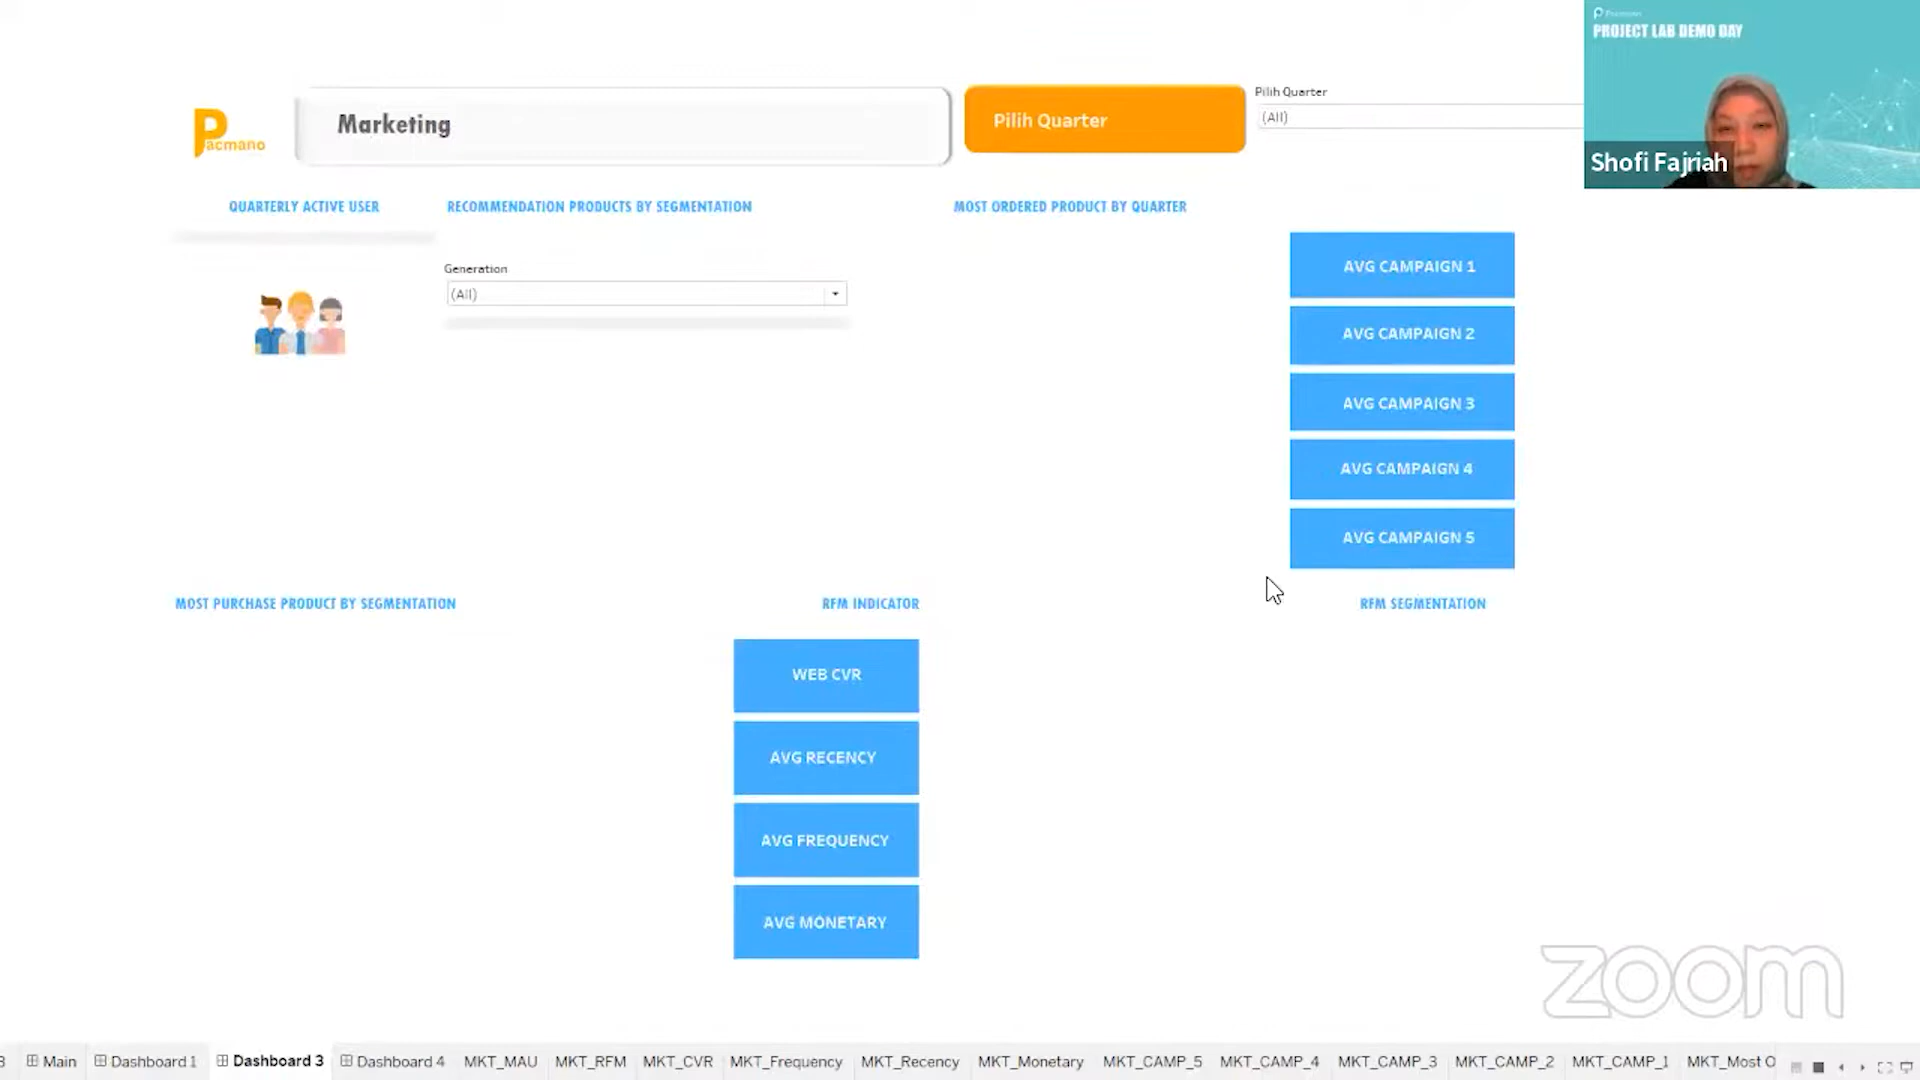 Pacmano
Marketing
Pilih Quarter
Pilih Quarter
(All)
Pacmann
PROJECT LAB DEMO DAY
Shofi Fajriah
QUARTERLY ACTIVE USER
RECOMMENDATION PRODUCTS BY SEGMENTATION
MOST ORDERED PRODUCT BY QUARTER
Generation
(All)
AVG CAMPAIGN 1
AVG CAMPAIGN 2
AVG CAMPAIGN 3
AVG CAMPAIGN 4
AVG CAMPAIGN 5
MOST PURCHASE PRODUCT BY SEGMENTATION
RFM INDICATOR
RFM SEGMENTATION
WEB CVR
AVG RECENCY
AVG FREQUENCY
AVG MONETARY
zoom
3 Main Dashboard 1 Dashboard 3 Dashboard 4 MKT_MAU MKT_RFM MKT_CVR MKT_Frequency MKT_Recency MKT_Monetary MKT_CAMP_5 MKT_CAMP_4 MKT_CAMP_3 MKT_CAMP_2 MKT_CAMP_1 MKT_Most O